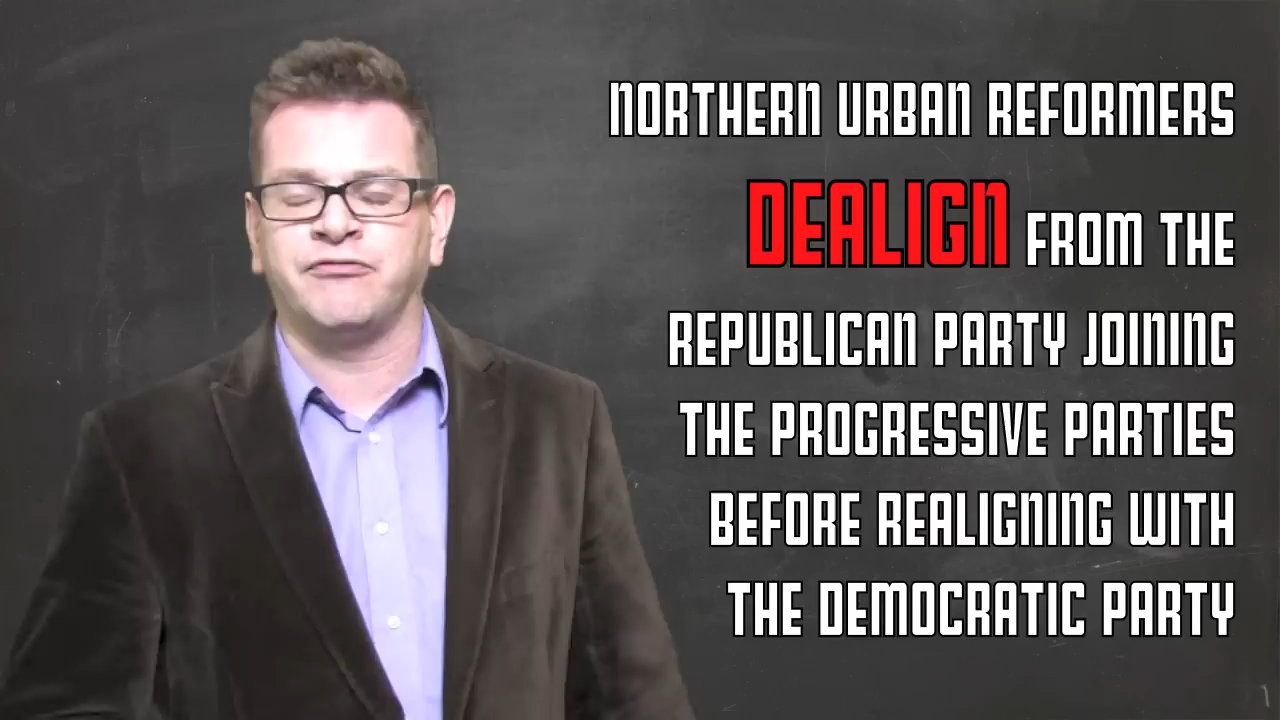 NORTHERN URBAN REFORMERS
DEALIGN FROM THE
REPUBLICAN PARTY JOINING
THE PROGRESSIVE PARTIES
BEFORE REALIGNING WITH
THE DEMOCRATIC PARTY